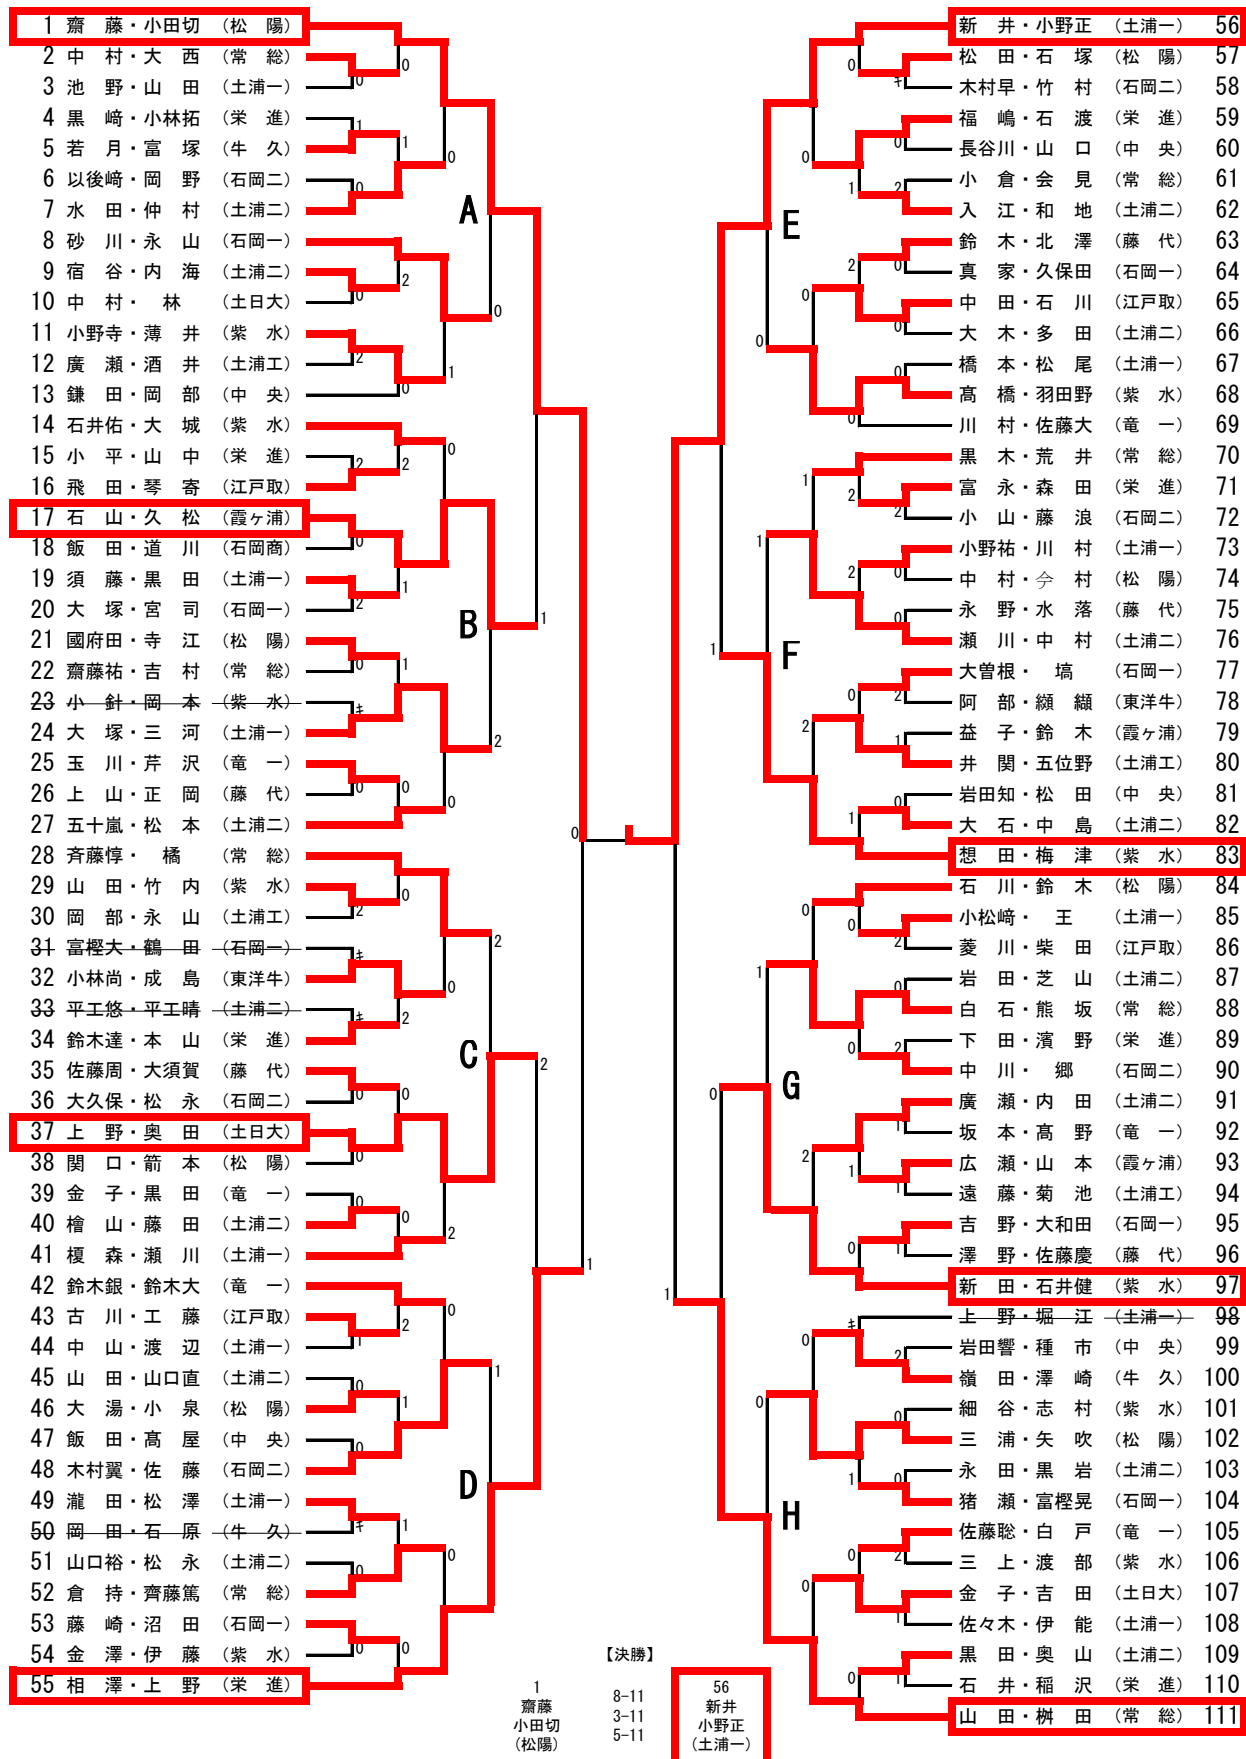 1 齋　藤・小田切 （松　陽）
2 中　村・大　西 （常　総）
3 池　野・山　田 （土浦一）
4 黒　﨑・小林拓 （栄　進）
5 若　月・富　塚 （牛　久）
6 以後﨑・岡　野 （石岡二）
7 水　田・仲　村 （土浦二）
8 砂　川・永　山 （石岡一）
9 宿　谷・内　海 （土浦二）
10 中　村・　林　 （土日大）
11 小野寺・薄　井 （紫　水）
12 廣　瀬・酒　井 （土浦工）
13 鎌　田・岡　部 （中　央）
14 石井佑・大　城 （紫　水）
15 小　平・山　中 （栄　進）
16 飛　田・琴　寄 （江戸取）
17 石　山・久　松 （霞ヶ浦）
18 飯　田・道　川 （石岡商）
19 須　藤・黒　田 （土浦一）
20 大　塚・宮　司 （石岡一）
21 國府田・寺　江 （松　陽）
22 齋藤祐・吉　村 （常　総）
23 小　針・岡　本 （紫　水）
24 大　塚・三　河 （土浦一）
25 玉　川・芹　沢 （竜　一）
26 上　山・正　岡 （藤　代）
27 五十嵐・松　本 （土浦二）
28 斉藤惇・　橘　 （常　総）
29 山　田・竹　内 （紫　水）
30 岡　部・永　山 （土浦工）
31 富樫大・鶴　田 （石岡一）
32 小林尚・成　島 （東洋牛）
33 平工悠・平工晴 （土浦二）
34 鈴木達・本　山 （栄　進）
35 佐藤周・大須賀 （藤　代）
36 大久保・松　永 （石岡二）
37 上　野・奥　田 （土日大）
38 関　口・箭　本 （松　陽）
39 金　子・黒　田 （竜　一）
40 檜　山・藤　田 （土浦二）
41 榎　森・瀬　川 （土浦一）
42 鈴木銀・鈴木大 （竜　一）
43 古　川・工　藤 （江戸取）
44 中　山・渡　辺 （土浦一）
45 山　田・山口直 （土浦二）
46 大　湯・小　泉 （松　陽）
47 飯　田・髙　屋 （中　央）
48 木村翼・佐　藤 （石岡二）
49 瀧　田・松　澤 （土浦一）
50 岡　田・石　原 （牛　久）
51 山口裕・松　永 （土浦二）
52 倉　持・齊藤篤 （常　総）
53 藤　崎・沼　田 （石岡一）
54 金　澤・伊　藤 （紫　水）
55 相　澤・上　野 （栄　進）
A
B
C
D
E
F
G
H
新　井・小野正 （土浦一） 56
松　田・石　塚 （松　陽） 57
木村早・竹　村 （石岡二） 58
福　嶋・石　渡 （栄　進） 59
長谷川・山　口 （中　央） 60
小　倉・会　見 （常　総） 61
入　江・和　地 （土浦二） 62
鈴　木・北　澤 （藤　代） 63
真　家・久保田 （石岡一） 64
中　田・石　川 （江戸取） 65
大　木・多　田 （土浦二） 66
橋　本・松　尾 （土浦一） 67
髙　橋・羽田野 （紫　水） 68
川　村・佐藤大 （竜　一） 69
黒　木・荒　井 （常　総） 70
富　永・森　田 （栄　進） 71
小　山・藤　浪 （石岡二） 72
小野祐・川　村 （土浦一） 73
中　村・今　村 （松　陽） 74
永　野・水　落 （藤　代） 75
瀬　川・中　村 （土浦二） 76
大曽根・　塙　 （石岡一） 77
阿　部・纐　纈 （東洋牛） 78
益　子・鈴　木 （霞ヶ浦） 79
井　関・五位野 （土浦工） 80
岩田知・松　田 （中　央） 81
大　石・中　島 （土浦二） 82
想　田・梅　津 （紫　水） 83
石　川・鈴　木 （松　陽） 84
小松﨑・　王　 （土浦一） 85
菱　川・柴　田 （江戸取） 86
岩　田・芝　山 （土浦二） 87
白　石・熊　坂 （常　総） 88
下　田・濱　野 （栄　進） 89
中　川・　郷　 （石岡二） 90
廣　瀬・内　田 （土浦二） 91
坂　本・髙　野 （竜　一） 92
広　瀬・山　本 （霞ヶ浦） 93
遠　藤・菊　池 （土浦工） 94
吉　野・大和田 （石岡一） 95
澤　野・佐藤慶 （藤　代） 96
新　田・石井健 （紫　水） 97
上　野・堀　江 （土浦一） 98
岩田響・種　市 （中　央） 99
嶺　田・澤　崎 （牛　久） 100
細　谷・志　村 （紫　水） 101
三　浦・矢　吹 （松　陽） 102
永　田・黒　岩 （土浦二） 103
猪　瀬・富樫晃 （石岡一） 104
佐藤聡・白　戸 （竜　一） 105
三　上・渡　部 （紫　水） 106
金　子・吉　田 （土日大） 107
佐々木・伊　能 （土浦一） 108
黒　田・奥　山 （土浦二） 109
石　井・稲　沢 （栄　進） 110
山　田・桝　田 （常　総） 111
【決勝】
1
齋藤
小田切
(松陽)
8-11
3-11
5-11
56
新井
小野正
(土浦一)